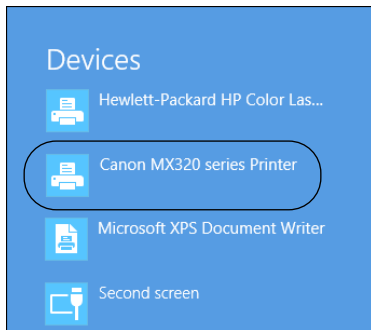 Devices
Hewlett-Packard HP Color Las...
Canon MX320 series Printer
Microsoft XPS Document Writer
Second screen